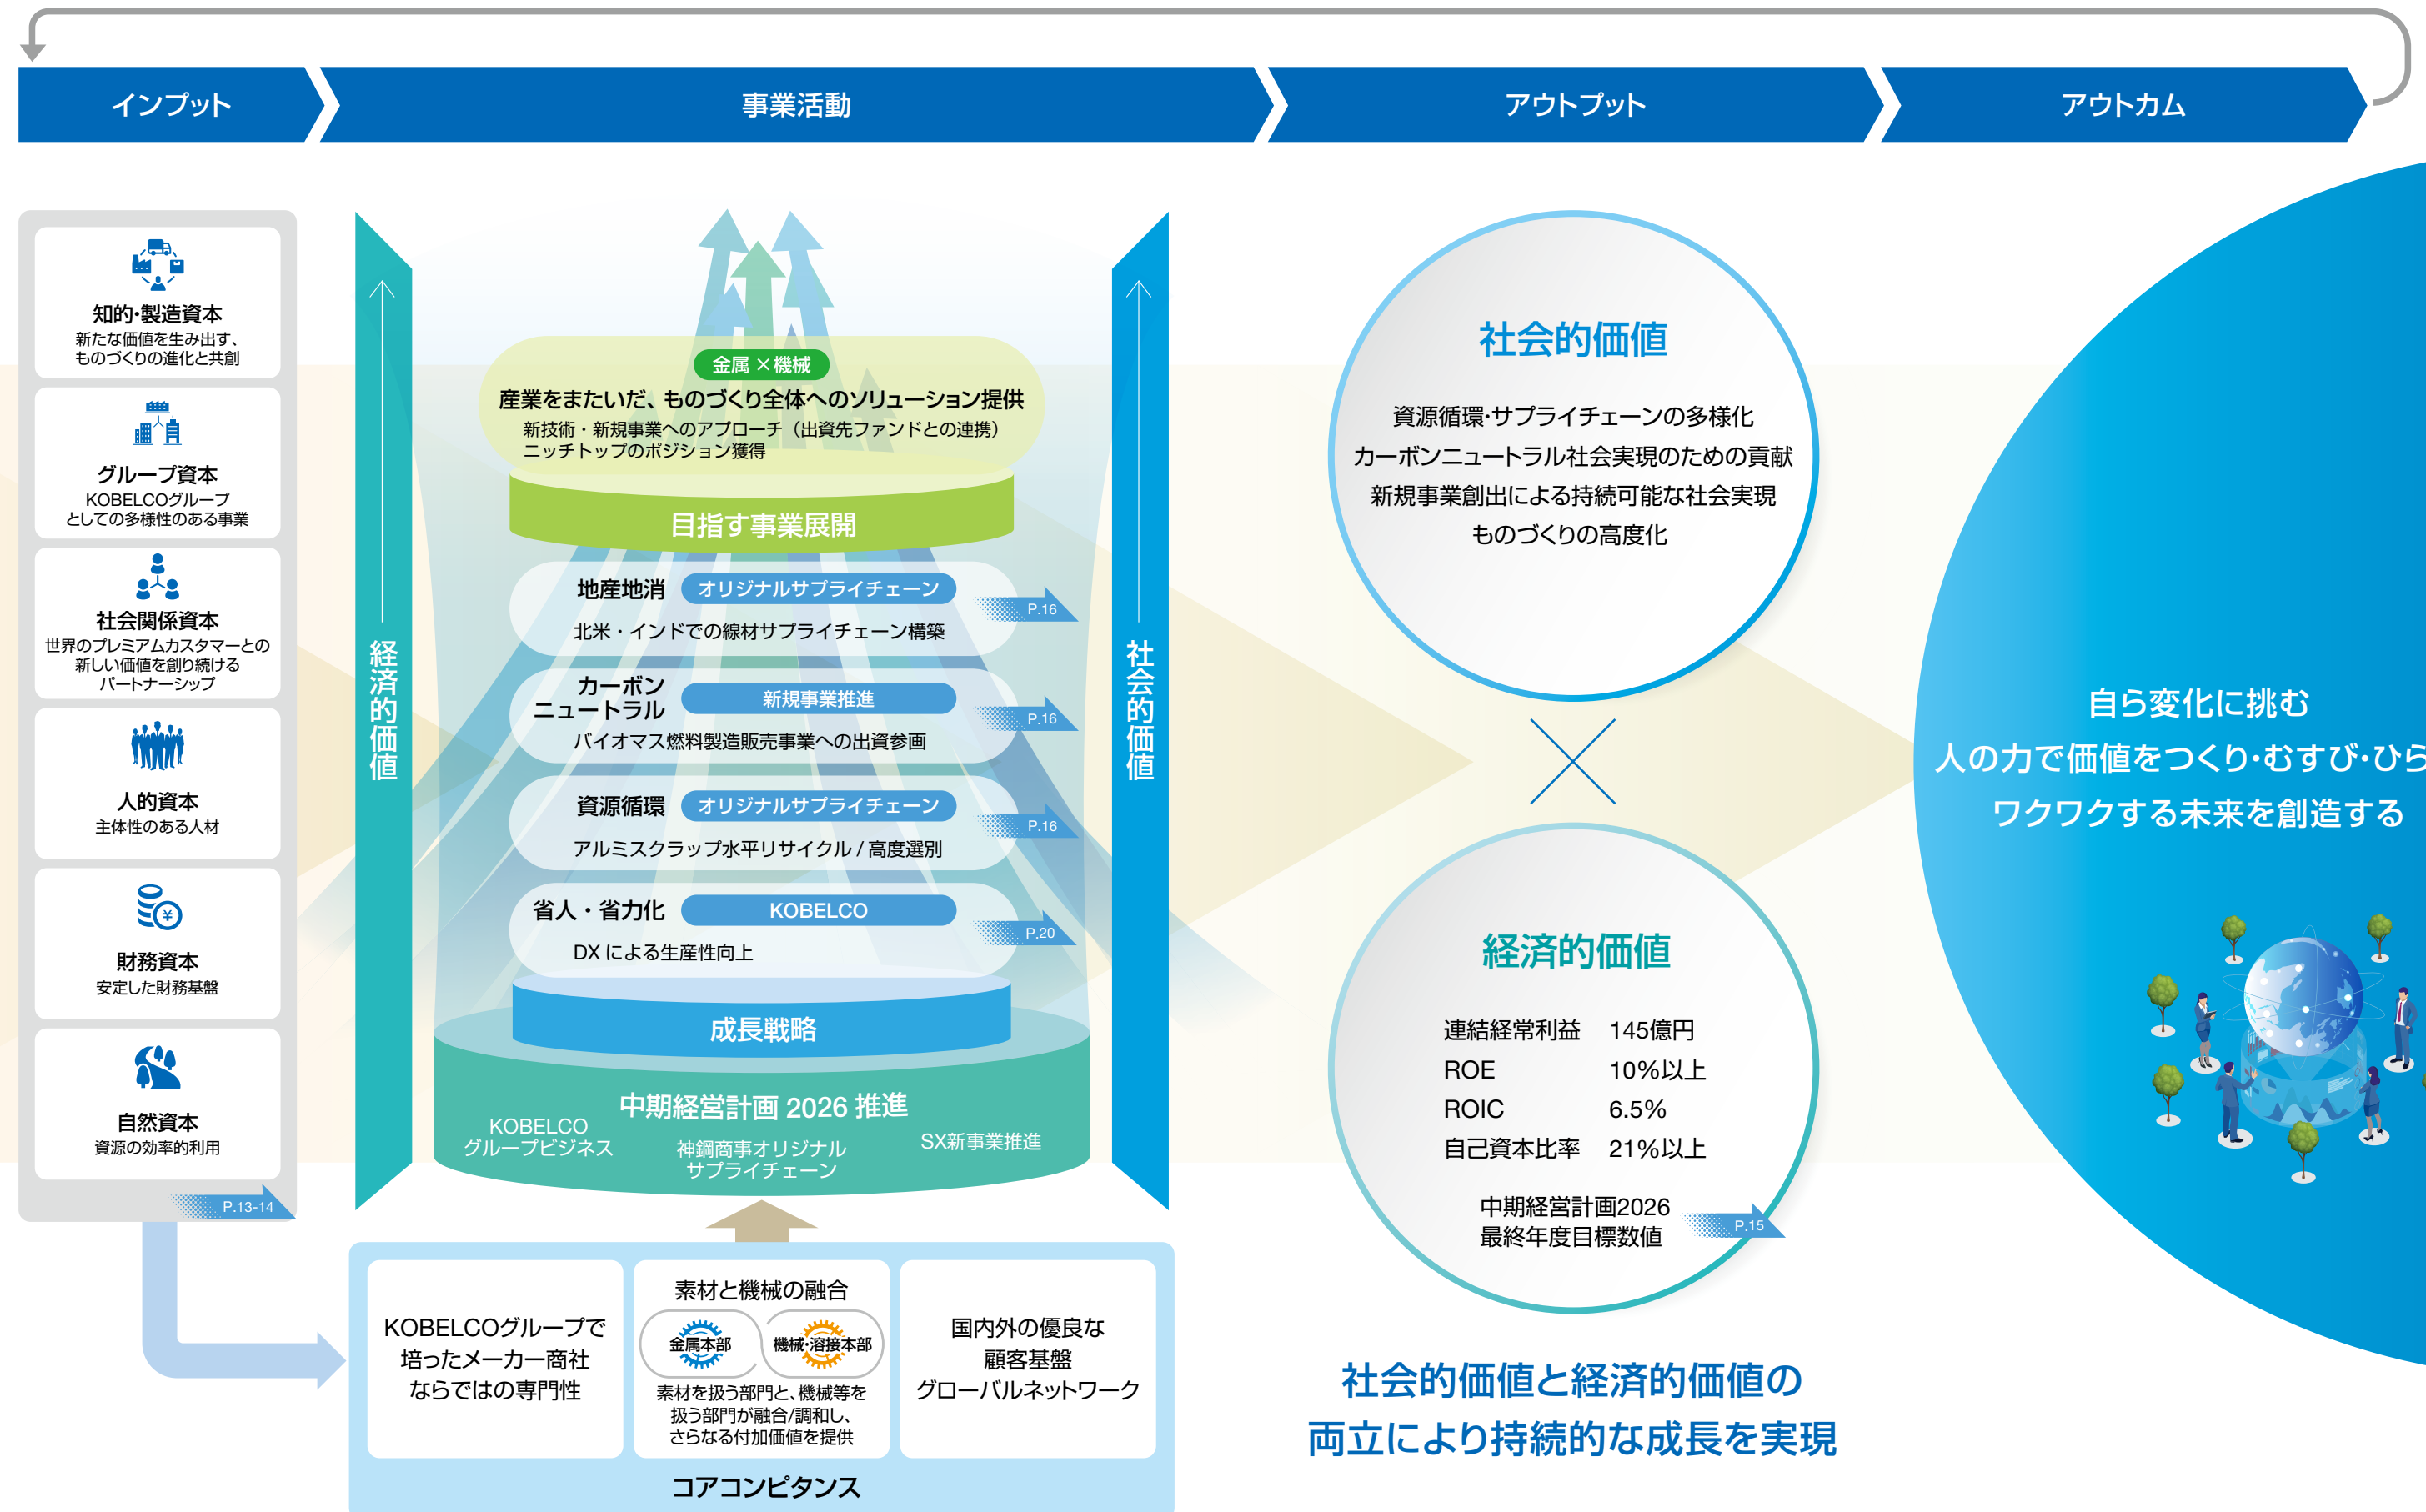 インプット
事業活動
アウトプット
アウトカム
知的・製造資本
新たな価値を生み出す、
ものづくりの進化と共創
グループ資本
KOBELCOグループ
としての多様性のある事業
社会関係資本
世界のプレミアムカスタマーとの
新しい価値を創り続ける
パートナーシップ
人的資本
主体性のある人材
財務資本
安定した財務基盤
自然資本
資源の効率的利用
P.13-14
経済的価値
金属×機械
産業をまたいだ、ものづくり全体へのソリューション提供
新技術・新規事業へのアプローチ（出資先ファンドとの連携）
ニッチトップのポジション獲得
目指す事業展開
地産地消 オリジナルサプライチェーン
北米・インドでの線材サプライチェーン構築
P.16
カーボン
ニュートラル
新規事業推進
バイオマス燃料製造販売事業への出資参画
P.16
資源循環 オリジナルサプライチェーン
アルミスクラップ水平リサイクル / 高度選別
P.16
省人・省力化 KOBELCO
DX による生産性向上
P.20
成長戦略
中期経営計画 2026 推進
KOBELCO
グループビジネス
神鋼商事オリジナル
サプライチェーン
SX新事業推進
社会的価値
KOBELCOグループで
培ったメーカー商社
ならではの専門性
素材と機械の融合
金属本部
機械・溶接本部
素材を扱う部門と、機械等を
扱う部門が融合/調和し、
さらなる付加価値を提供
国内外の優良な
顧客基盤
グローバルネットワーク
コアコンピタンス
社会的価値
資源循環・サプライチェーンの多様化
カーボンニュートラル社会実現のための貢献
新規事業創出による持続可能な社会実現
ものづくりの高度化
経済的価値
連結経常利益 145億円
ROE 10％以上
ROIC 6.5％
自己資本比率 21％以上
中期経営計画2026
最終年度目標数値
P.15
社会的価値と経済的価値の
両立により持続的な成長を実現
自ら変化に挑む
人の力で価値をつくり・むすび・ひら
ワクワクする未来を創造する